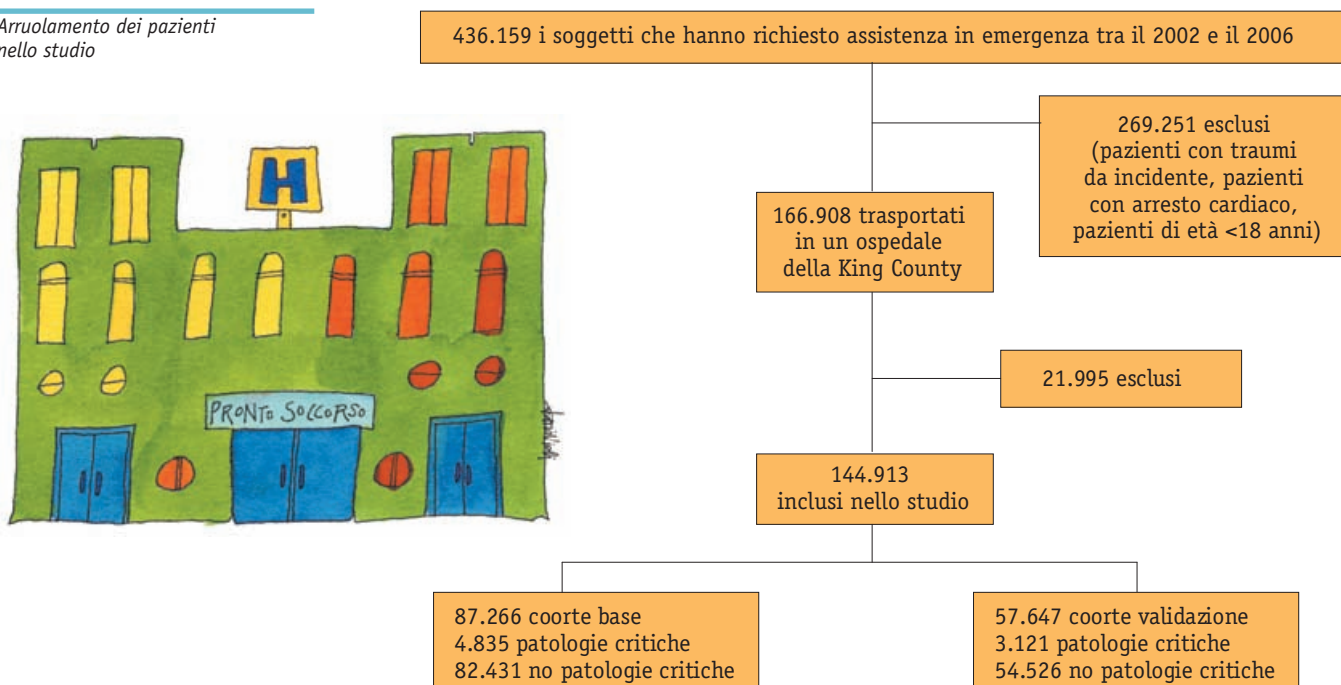 Arruolamento dei pazienti
nello studio
436.159 i soggetti che hanno richiesto assistenza in emergenza tra il 2002 e il 2006
269.251 esclusi
(pazienti con traumi
da incidente, pazienti
con arresto cardiaco,
pazienti di età <18 anni)
166.908 trasportati
in un ospedale
della King County
21.995 esclusi
144.913
inclusi nello studio
87.266 coorte base
4.835 patologie critiche
82.431 no patologie critiche
57.647 coorte validazione
3.121 patologie critiche
54.526 no patologie critiche
H
PRONTO SOCCORSO